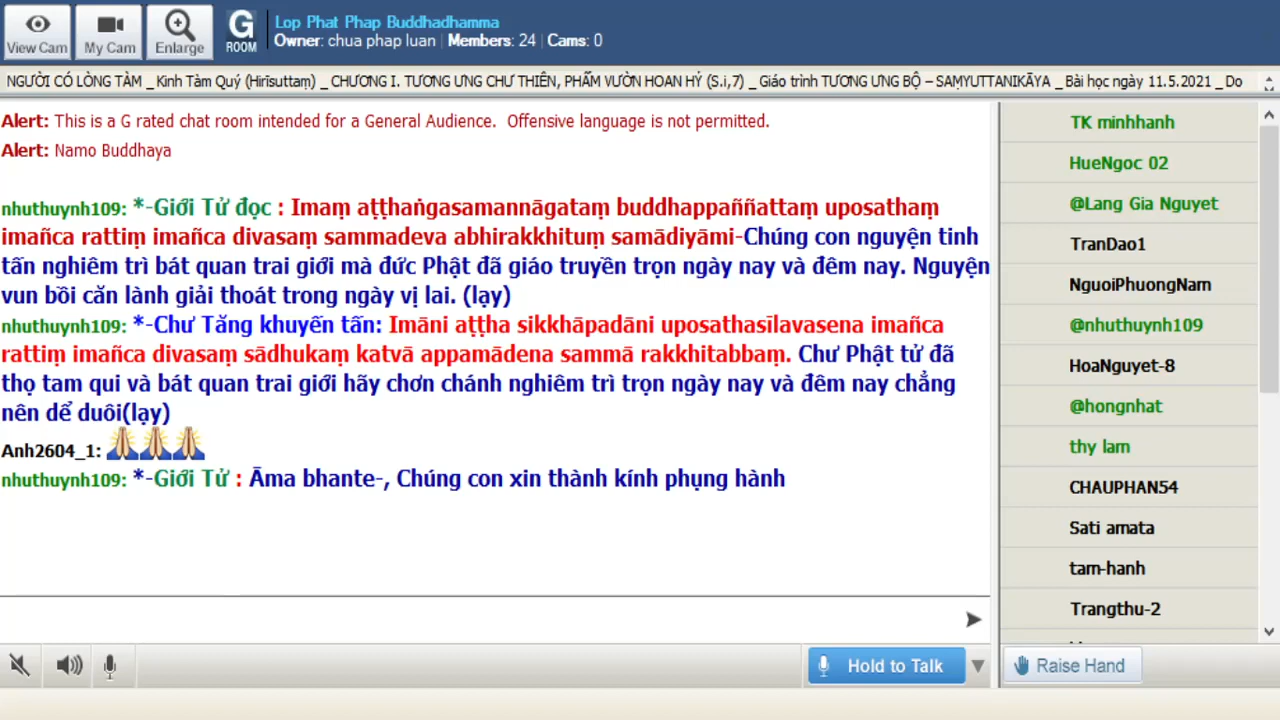 View Cam
My Cam
Enlarge
G
ROOM
Lop Phat Phap Buddhadhamma
Owner: chua phap luan | Members: 24 | Cams: 0
NGƯỜI CÓ LÒNG TÀM _Kinh Tàm Quý (Hirīsuttaṃ) _CHƯƠNG I. TƯƠNG ƯNG CHƯ THIÊN, PHẨM VƯỜN HOAN HỶ (S.i,7) _Giáo trình TƯƠNG ƯNG BỘ – SAṂYUTTANIKĀYA _Bài học ngày 11.5.2021 _Do
Alert: This is a G rated chat room intended for a General Audience. Offensive language is not permitted.
Alert: Namo Buddhaya
nhuthuynh109: *-Giới Tử đọc : Imaṃ aṭṭhaṅgasamannāgataṃ buddhappaññattaṃ uposathaṃ
imañca rattiṃ imañca divasaṃ sammadeva abhirakkhituṃ samādiyāmi-Chúng con nguyện tinh
tấn nghiêm trì bát quan trai giới mà đức Phật đã giáo truyền trọn ngày nay và đêm nay. Nguyện
vun bồi căn lành giải thoát trong ngày vị lai. (lạy)
nhuthuynh109: *-Chư Tăng khuyến tấn: Imāni aṭṭha sikkhāpadāni uposathasīlavasena imañca
rattiṃ imañca divasaṃ sādhukaṃ katvā appamādena sammā rakkhitabbaṃ. Chư Phật tử đã
thọ tam qui và bát quan trai giới hãy chơn chánh nghiêm trì trọn ngày nay và đêm nay chẳng
nên dể duôi(lạy)
Anh2604_1: 🙏🙏🙏
nhuthuynh109: *-Giới Tử : Āma bhante-, Chúng con xin thành kính phụng hành
TK minhhanh
HueNgoc 02
@Lang Gia Nguyet
TranDao1
NguoiPhuongNam
@nhuthuynh109
HoaNguyet-8
@hongnhat
thy lam
CHAUPHAN54
Sati amata
tam-hanh
Trangthu-2
Hold to Talk
Raise Hand